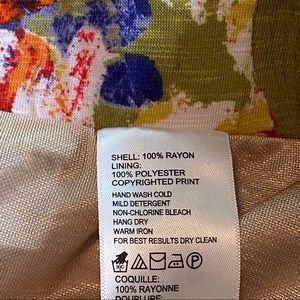 SHELL: 100% RAYON
LINING:
100% POLYESTER
COPYRIGHTED PRINT
HAND WASH COLD
MILD DETERGENT
NON-CHLORINE BLEACH
HANG DRY
WARM IRON
FOR BEST RESULTS DRY CLEAN
COQUILLE:
100% RAYONNE
DOUBLURE: